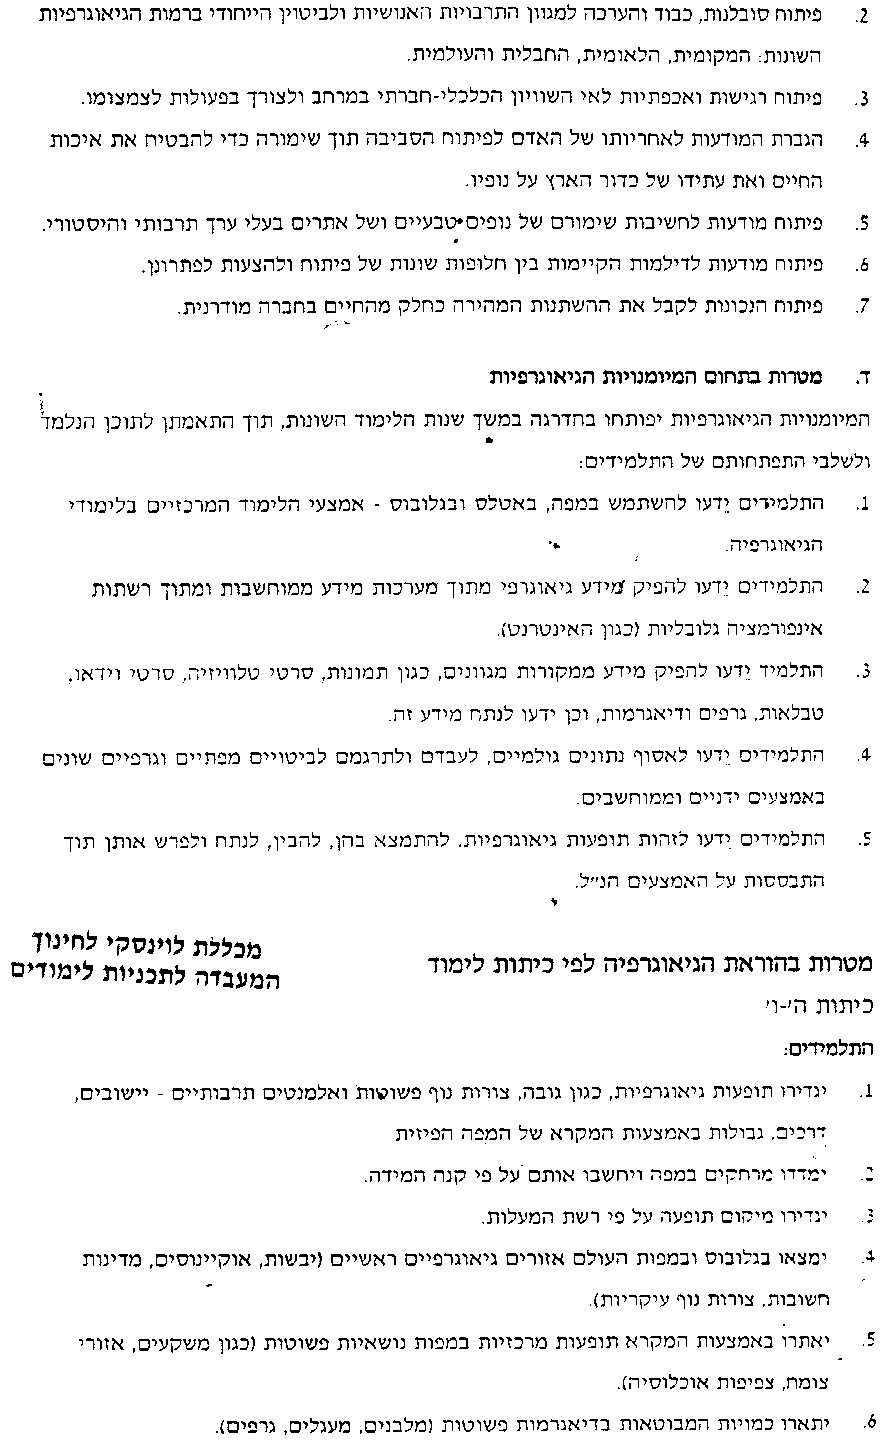 2. פיתוח סובלנות, כבוד והערכה למגוון התרבויות האנושיות ולביטוין הייחודי ברמות הגיאוגרפיות
השונות: המקומית, הלאומית, החבלית והעולמית.
3. פיתוח רגישות ואכפתיות לאי השוויון הכלכלי-חברתי במרחב ולצורך בפעולות לצמצומו.
4. הגברת המודעות לאחריותו של האדם לפיתוח הסביבה תוך שימורה כדי להבטיח את איכות
החיים ואת עתידו של כדור הארץ על נופיו.
5. פיתוח מודעות לחשיבות שימורם של נופים טבעיים ושל אתרים בעלי ערך תרבותי והיסטורי.
6. פיתוח מודעות לדילמות הקיימות בין חלופות שונות של פיתוח ולהצעות לפתרונן.
7. פיתוח הנכונות לקבל את ההשתנות המהירה כחלק מהחיים בחברה מודרנית.
ד. מטרות בתחום המיומנויות הגיאוגרפיות
המיומנויות הגיאוגרפיות יפותחו בהדרגה במשך שנות הלימוד השונות, תוך התאמתן לתוכן הנלמד
ולשלבי התפתחותם של התלמידים:
1. התלמידים יֵדעו להשתמש במפה, באטלס ובגלובוס - אמצעי הלימוד המרכזיים בלימודי
הגיאוגרפיה.
2. התלמידים יֵדעו להפיק מידע גיאוגרפי מתוך מערכות מידע ממוחשבות ומתוך רשתות
אינפורמציה גלובליות (כגון האינטרנט).
3. התלמיד יֵדעו להפיק מידע ממקורות מגוונים, כגון תמונות, סרטי טלוויזיה, סרטי וידאו,
טבלאות, גרפים ודיאגרמות, וכן ידעו לנתח מידע זה.
4. התלמידים יֵדעו לאסוף נתונים גולמיים, לעבדם ולתרגמם לביטויים מפתיים וגרפיים שונים
באמצעים ידניים וממוחשבים.
5. התלמידים יֵדעו לזהות תופעות גיאוגרפיות, להתמצא בהן, להבין, לנתח ולפרש אותן תוך
התבססות על האמצעים הנ״ל.
מכללת לוינסקי לחינוך
המעבדה לתכניות לימודים
מטרות בהוראת הגיאוגרפיה לפי כיתות לימוד
כיתות ה׳-ו׳
התלמידים:
1. יגדירו תופעות גיאוגרפיות, כגון גובה, צורות נוף פשוטות ואלמנטים תרבותיים - יישובים,
דרכים, גבולות באמצעות המקרא של המפה הפיזית
2. ימדדו מרחקים במפה ויחשבו אותם על פי קנה המידה.
3. יגדירו מיקום תופעה על פי רשת המעלות.
4. ימצאו בגלובוס ובמפות העולם אזורים גיאוגרפיים ראשיים (יבשות, אוקיינוסים, מדינות
חשובות, צורות נוף עיקריות).
5. יאתרו באמצעות המקרא תופעות מרכזיות במפות נושאיות פשוטות (כגון משקעים, אזורי
צומח, צפיפות אוכלוסיה).
6. יתארו כמויות המבוטאות בדיאגרמות פשוטות (מלבנים, מעגלים, גרפים).